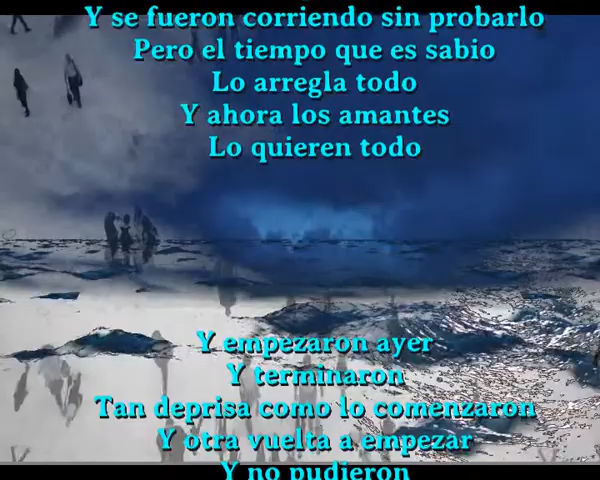 Y se fueron corriendo sin probarlo
Pero el tiempo que es sabio
Lo arregla todo
Y ahora los amantes
Lo quieren todo
Y empezaron ayer
Y terminaron
Tan deprisa como lo comenzaron
Y otra vuelta a empezar
Y no pudieron